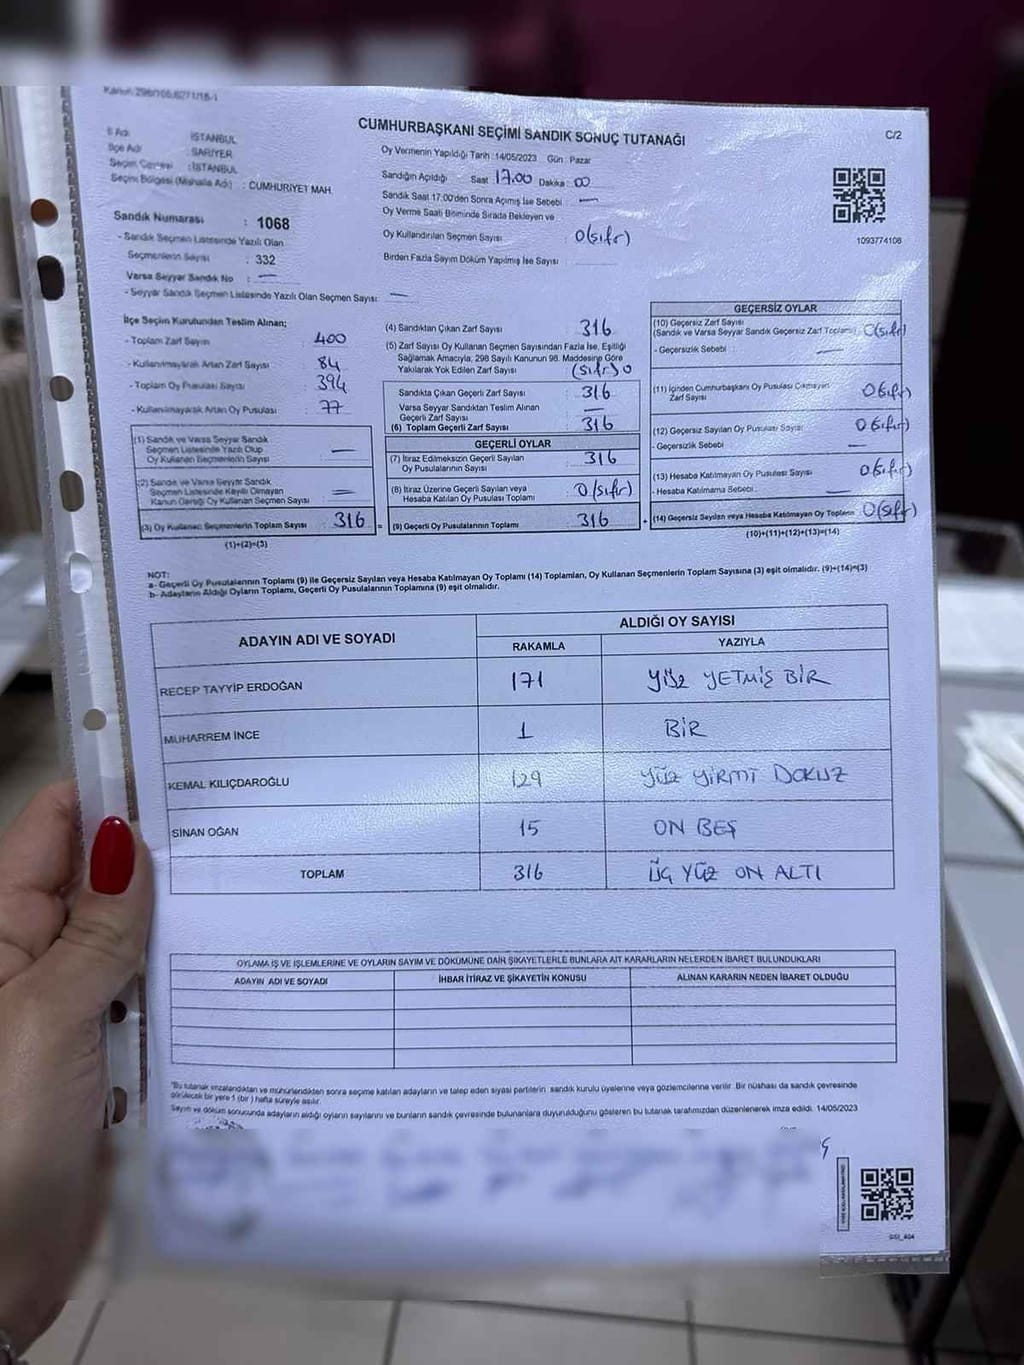 Kanun 298/105,6271/16-1
CUMHURBAŞKANI SEÇİMİ SANDIK SONUÇ TUTANAĞI
C/2
İl Adı : İSTANBUL
İlçe Adı : SARIYER
Seçim Çevresi : İSTANBUL
Seçim Bölgesi (Mahalle Adı) : CUMHURİYET MAH.
Oy Vermenin Yapıldığı Tarih :14/05/2023 Gün : Pazar
Sandığın Açıldığı Saat 17.00 Dakika : 00
Sandık Saat 17:00'den Sonra Açımış İse Sebebi : —
Oy Verme Saati Bitiminde Sırada Bekleyen ve
Oy Kullandırılan Seçmen Sayısı : 0(sıfır)
Birden Fazla Sayım Döküm Yapılmış İse Sayısı :
1093774106
Sandık Numarası : 1068
- Sandık Seçmen Listesinde Yazılı Olan
Seçmenlerin Sayısı : 332
Varsa Seyyar Sandık No : —
- Seyyar Sandık Seçmen Listesinde Yazılı Olan Seçmen Sayısı : —
İlçe Seçim Kurulundan Teslim Alınan;
- Toplam Zarf Sayısı : 400
- Kullanılmayarak Artan Zarf Sayısı : 84
- Toplam Oy Pusulası Sayısı : 394
- Kullanılmayarak Artan Oy Pusulası : 77
(1) Sandık ve Varsa Seyyar Sandık
Seçmen Listesinde Yazılı Olup
Oy Kullanan Seçmenlerin Sayısı —
(2) Sandık ve Varsa Seyyar Sandık
Seçmen Listesinde Kayıtlı Olmayan
Kanun Gereği Oy Kullanan Seçmen Sayısı —
(3) Oy Kullanan Seçmenlerin Toplam Sayısı 316 =
(1)+(2)=(3)
(4) Sandıktan Çıkan Zarf Sayısı : 316
(5) Zarf Sayısı Oy Kullanan Seçmen Sayısından Fazla İse, Eşitliği
Sağlamak Amacıyla, 298 Sayılı Kanunun 98. Maddesine Göre
Yakılarak Yok Edilen Zarf Sayısı : (sıfır) 0
Sandıkta Çıkan Geçerli Zarf Sayısı : 316
Varsa Seyyar Sandıktan Teslim Alınan
Geçerli Zarf Sayısı : —
(6) Toplam Geçerli Zarf Sayısı : 316
GEÇERLİ OYLAR
(7) İtiraz Edilmeksizin Geçerli Sayılan
Oy Pusulalarının Sayısı : 316
(8) İtiraz Üzerine Geçerli Sayılan veya
Hesaba Katılan Oy Pusulası Toplamı : 0(sıfır)
(9) Geçerli Oy Pusulalarının Toplamı : 316 +
GEÇERSİZ OYLAR
(10) Geçersiz Zarf Sayısı
(Sandık ve Varsa Seyyar Sandık Geçersiz Zarf Toplamı) 0(sıfır)
- Geçersizlik Sebebi : —
(11) İçinden Cumhurbaşkanı Oy Pusulası Çıkmayan
Zarf Sayısı : 0(sıfır)
(12) Geçersiz Sayılan Oy Pusulası Sayısı : 0(sıfır)
- Geçersizlik Sebebi : —
(13) Hesaba Katılmayan Oy Pusulası Sayısı : 0(sıfır)
- Hesaba Katılmama Sebebi : —
(14) Geçersiz Sayılan veya Hesaba Katılmayan Oy Toplamı 0(sıfır)
(10)+(11)+(12)+(13)=(14)
NOT:
a- Geçerli Oy Pusulalarının Toplamı (9) ile Geçersiz Sayılan veya Hesaba Katılmayan Oy Toplamı (14) Toplamları, Oy Kullanan Seçmenlerin Toplam Sayısına (3) eşit olmalıdır. (9)+(14)=(3)
b- Adayların Aldığı Oyların Toplamı, Geçerli Oy Pusulalarının Toplamına (9) eşit olmalıdır.
ADAYIN ADI VE SOYADI
ALDIĞI OY SAYISI
RAKAMLA YAZIYLA
RECEP TAYYİP ERDOĞAN 171 YÜZ YETMİŞ BİR
MUHARREM İNCE 1 BİR
KEMAL KILIÇDAROĞLU 129 YÜZ YİRMİ DOKUZ
SİNAN OĞAN 15 ON BEŞ
TOPLAM 316 ÜÇ YÜZ ON ALTI
OYLAMA İŞ VE İŞLEMLERİNE VE OYLARIN SAYIM VE DÖKÜMÜNE DAİR ŞİKAYETLERLE BUNLARA AİT KARARLARIN NELERDEN İBARET BULUNDUKLARI
ADAYIN ADI VE SOYADI İHBAR İTİRAZ VE ŞİKAYETİN KONUSU ALINAN KARARIN NEDEN İBARET OLDUĞU
*Bu tutanak imzalandıktan ve mühürlendikten sonra seçime katılan adayların ve talep eden siyasi partilerin sandık kurulu üyelerine veya gözlemcilerine verilir. Bir nüshası da sandık çevresinde
görülecek bir yere 1 (bir) hafta süreyle asılır.
Sayım ve döküm sonucunda adayların aldığı oyların sayılarını ve bunların sandık çevresinde bulunanlara duyurulduğunu gösteren bu tutanak tarafımızdan düzenlenerek imza edildi. 14/05/2023